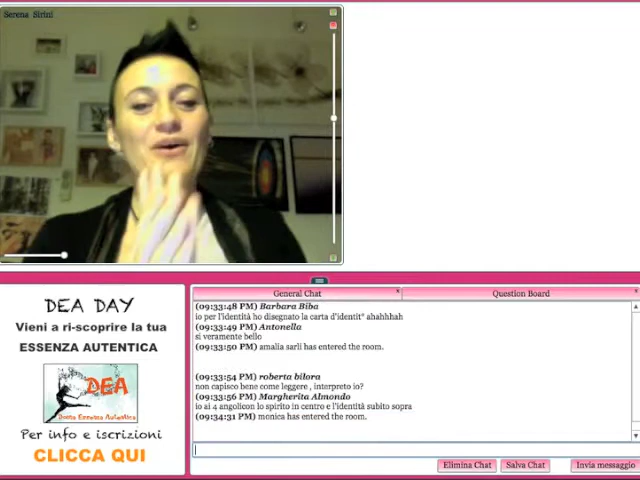 Serena Sirini
DEA DAY
Vieni a ri-scoprire la tua
ESSENZA AUTENTICA
DEA
Donna Essenza Autentica
Per info e iscrizioni
CLICCA QUI
General Chat x
Question Board x
(09:33:48 PM) Barbara Biba
io per l'identità ho disegnato la carta d'identit° ahahhhah
(09:33:49 PM) Antonella
si veramente bello
(09:33:50 PM) amalia sarli has entered the room.
(09:33:54 PM) roberta bilora
non capisco bene come leggere , interpreto io?
(09:33:56 PM) Margherita Almondo
io ai 4 angolicon lo spirito in centro e l'identità subito sopra
(09:34:31 PM) monica has entered the room.
Elimina Chat
Salva Chat
Invia messaggio